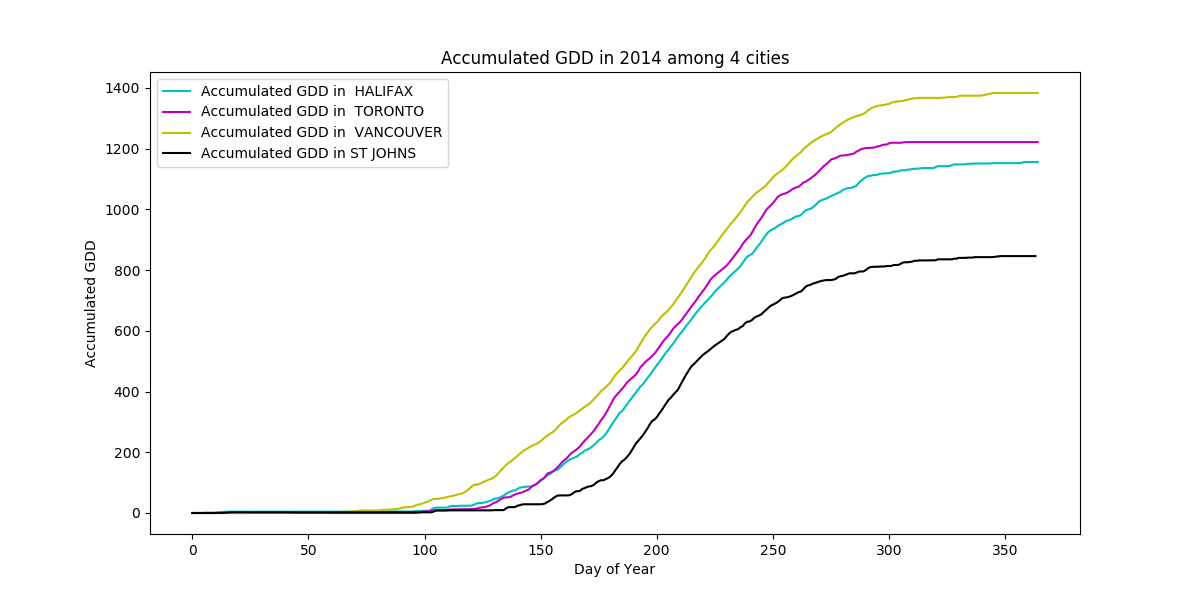 Accumulated GDD in 2014 among 4 cities
Accumulated GDD in  HALIFAX
Accumulated GDD in  TORONTO
Accumulated GDD in  VANCOUVER
Accumulated GDD in ST JOHNS
Accumulated GDD
1400
1200
1000
800
600
400
200
0
0 50 100 150 200 250 300 350
Day of Year